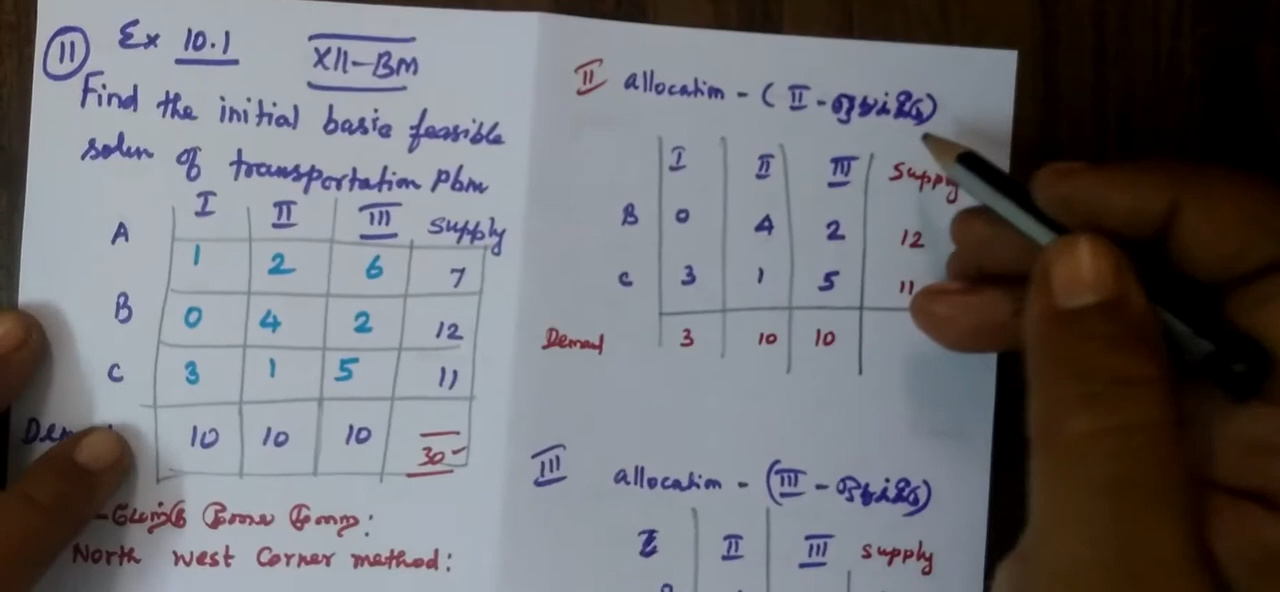 11 Ex 10.1 XII-BM
Find the initial basic feasible
soln of transportation Pbm
I II III Supply
A 1 2 6 7
B 0 4 2 12
C 3 1 5 11
10 10 10 30
North West Corner method:
II allocation - ( II -
I II III Supply
B 0 4 2 12
C 3 1 5 11
Demand 3 10 10
III allocation - ( III -
I II III supply